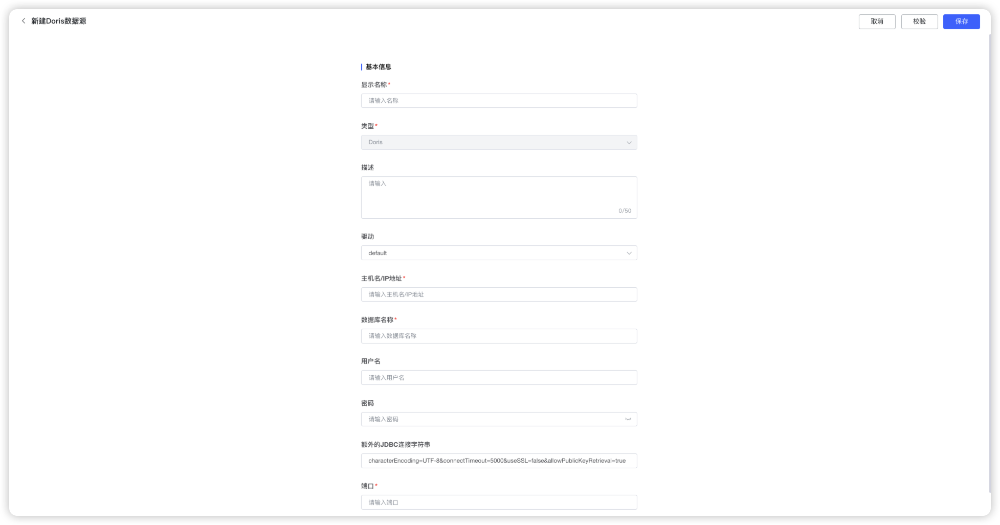 新建Doris数据源
取消
校验
保存
基本信息
显示名称*
请输入名称
类型*
Doris
描述
请输入
0/50
驱动
default
主机名/IP地址*
请输入主机名/IP地址
数据库名称*
请输入数据库名称
用户名
请输入用户名
密码
请输入密码
额外的JDBC连接字符串
characterEncoding=UTF-8&connectTimeout=5000&useSSL=false&allowPublicKeyRetrieval=true
端口*
请输入端口